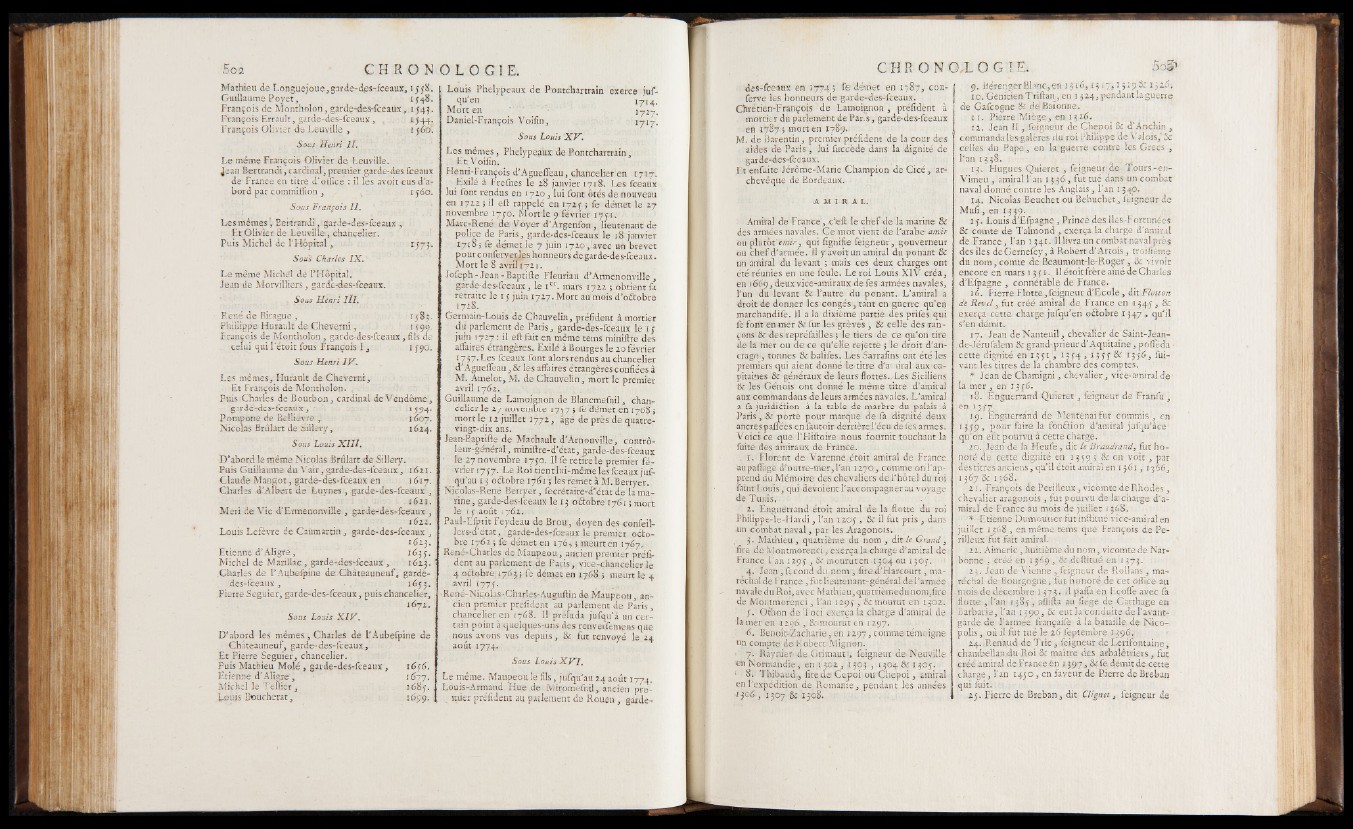 502 CHRONOLOGIE.
Mathieu de Longuejoue, garde-des-sceaux, 1538.
Guillaume Poyet, 1548.
François de Montholon, garde-des-sceaux, 1543.
François Errault, garde-des-sceaux, 1544.
François Olivier de Leuville, 1560.
Sous Henri II.
Le même François Olivier de Leuville.
Jean Bertrandi, cardinal, premier garde-des sceaux
de France en titre d'office : il les avoit eus d'a-
bord par commission, 1560.
Sous François II.
Les mêmes, Bertrandi, garde-des-sceaux,
Et Olivier de Leuville, chancelier.
Puis Michel de l'Hôpital, 1573.
Sous Charles IX.
Le même Michel de l'Hôpital.
Jean de Morvilliers, garde-des-sceaux.
Sous Henri III.
René de Birague, 1582.
Philippe Hurault de Cheverni, 1599.
François de Montholon, garde-des-sceaux, fils de
celui qui l'étoit sous François I, 1590.
Sous Henri IV.
Les mêmes, Hurault de Cheverni,
Et François de Montholon.
Puis Charles de Bourbon, cardinal de Vendôme,
garde-des-sceaux, 1594.
Pompone de Bellièvre, 1607.
Nicolas Brûlart de Sillery, 1624.
Sous Louis XIII.
D'abord le même Nicolas Brûlart de Sillery.
Puis Guillaume du Vair, garde-des-sceaux, 1621.
Claude Mangot, garde-des-sceaux en 1617.
Charles d'Albert de Luynes, garde-des-sceaux,
1621.
Meri de Vic d'Ermenonville, garde-des-sceaux,
1622.
Louis Lefèvre de Caumartin, garde-des-sceaux,
1623.
Etienne d'Aligre, 1635.
Michel de Marillac, garde-des-sceaux, 1623.
Charles de l'Aubespine de Châteauneuf, garde-
des-sceaux, 1653.
Pierre Seguier, garde-des-sceaux, puis chancelier,
1672.
Sous Louis XIV.
D'abord les mêmes, Charles de l'Aubespine de
Châteauneuf, garde-des-sceaux,
Et Pierre Seguier, chancelier.
Puis Mathieu Molé, garde-des-sceaux, 1656.
Etienne d'Aligre, 1677.
Michel le Tellier, 1685.
Louis Boucherat, 1699.
Louis Phelypeaux de Pontchartrain exerce jus-
qu'en 1714.
Mort en 1727.
Daniel-François Voisin, 1717.
Sous Louis XV.
Les mêmes, Phelypeaux de Pontchartrain,
Et Voisin.
Henri-François d'Aguesseau, chancelier en 1717.
Exilé à Fresnes le 28 janvier 1718. Les sceaux
lui sont rendus en 1720, lui sont ôtés de nouveau
en 1722; il est rappelé en 1727; se démet le 27
novembre 1750. Mort le 9 février 1751.
Marc-René de Voyer d'Argenson, lieutenant de
police de Paris, garde-des-sceaux le 28 janvier
1718; se démet le 7 juin 1720, avec un brevet
pour conserver les honneurs de garde-des-sceaux.
Mort le 8 avril 1721.
Joseph-Jean-Baptiste Fleuriau d'Armenonville,
garde-des-sceaux, le 1er. mars 1722; obtient sa
retraite le 15 juin 1727. Mort au mois d'octobre
1728.
Germain-Louis de Chauvelin, président à mortier
du parlement de Paris, garde-des-sceaux le 15
juin 1727: il est fait en même tems ministre des
affaires étrangères. Exilé à Bourges le 20 février
1737. Les sceaux sont alors rendus au chancelier
d'Aguesseau, & les affaires étrangères confiées à
M. Amelot, M. de Chauvelin, mort le premier
avril 1762.
Guillaume de Lamoignon de Blancmesnil, chan-
celier le 27 novembre 1757; se démet en 1768,
mort le 12 juillet 1772, âgé de près de quatre-
vingt-dix ans.
Jean-Baptiste de Machault d'Arnouville, contrô-
leur-général, ministre-d'état, garde-des-sceaux
le 27 novembre 1750. Il se retire le premier fé-
vrier 1757. Le Roi tient lui-même les sceaux jus-
qu'au 13 octobre 1761; les remet à M. Berryer.
Nicolas-René Berryer, secrétaire-d'état de la ma-
rine, garde-des-sceaux le 13 octobre 1761; mort
le 15 août 1762.
Paul-Esprit Feydeau de Brou, doyen des conseil-
lers-d'état, garde-des-sceaux le premier octo-
bre 1762; se démet en 1763; meurt en 1767.
René-Charles de Maupeou, ancien premier prési-
dent au parlement de Paris, vice-chancelier le
4 octobre 1763; se démet en 1768; meurt le 4
avril 1775.
René-Nicolas-Charles-Augustin de Maupeou, an-
cien premier président au parlement de Paris,
chancelier en 1768. Il présida jusqu'à un cer-
tain point à quelques-uns des renversemens que
nous avons vus depuis, & fut renvoyé le 24
août 1774.
Sous Louis XVI.
Le même. Maupeou le fils, jusqu'au 24 août 1774.
Louis-Armand Hue de Miromesnil, ancien pre-
mier président au parlement de Rouen, garde-
CHRONOLOGIE. 503
des-sceaux en 1774; se démet en 1787, con-
serve les honneurs de garde-des-sceaux.
Chrétien-François de Lamoignon, président à
mortier du parlement de Paris, garde-des-sceaux
en 1787; mort en 1789.
M. de Barentin, premier président de la cour des
aides de Paris, lui succède dans la dignité de
garde-des-sceaux.
Et ensuite Jérôme-Marie Champion de Cicé, ar-
chevêque de Bordeaux.
AMIRAL.
Amiral de France, c'est le chef de la marine &
des armées navales. Ce mot vient de l'arabe amir
ou plutôt emir, qui signifie seigneur, gouverneur
ou chef d'armée. Il y avoit un amiral du ponant &
un amiral du levant; mais ces deux charges ont
été réunies en une seule. Le roi Louis XIV créa,
en 1669, deux vice-amiraux de ses armées navales,
l'un du levant & l'autre du ponant. L'amiral a
droit de donner les congés, tant en guerre qu'en
marchandise. Il a la dixième partie des prises qui
se font en mer & sur les grèves, & celle des ran-
çons & des représailles; le tiers de ce qu'on tire
de la mer ou de ce qu'elle rejette; le droit d'an-
crage, tonnes & balises. Les Sarrasins ont été les
premiers qui aient donné le titre d'amiral aux ca-
pitaines & généraux de leurs flottes. Les Siciliens
& les Génois ont donné le même titre d'amiral
aux commandans de leurs armées navales. L'amiral
a sa juridiction à la table de marbre du palais à
Paris, & porte pour marque de sa dignité deux
ancres passées en sautoir derrière l'écu de ses armes.
Voici ce que l'Histoire nous fournit touchant la
suite des amiraux de France.
1. Florent de Varenne étoit amiral de France
au passage d'outre-mer, l'an 1270, comme on l'ap-
prend du Mémoire des chevaliers de l'hôtel du roi
saint Louis, qui devoient l'accompagner au voyage
de Tunis.
2. Enguerrand étoit amiral de la flotte du roi
Philippe-le-Hardi, l'an 1285, & il fut pris, dans
un combat naval, par les Aragonois.
3. Mathieu, quatrième du nom, dit le Grand,
sire de Montmorenci, exerça la charge d'amiral de
France l'an 1295, & mourut en 1304 ou 1305.
4. Jean, second du nom, sire d'Harcourt, ma-
réchal de France, fut lieutenant-général de l'armée
navale du Roi, avec Mathieu, quatrième du nom, sire
de Montmorenci, l'an 1295, & mourut en 1302.
5. Othon de Toci exerça la charge d'amiral de
la mer en 1296, & mourut en 1297.
6. Benoît-Zacharie, en 1297, comme témoigne
un compte de Robert Mignon.
7. Rayrier de Grimaut, seigneur de Neuville
en Normandie, en 1302, 1303, 1304 & 1305.
8. Thibaud, sire de Cepoi ou Chepoi, amiral
en l'expédition de Romanie, pendant les années
1306, 1307 & 1308.
9. Bérenger Blanc, en 1316, 1317, 1319 & 1326.
10. Génicien Tristan, en 1324, pendant la guerre
de Gascogne & de Baionne.
11. Pierre Miège, en 1326.
12. Jean II, seigneur de Chepoi & d'Anchin,
commanda les galères du roi Philippe de Valois, &
celles du Pape, en la guerre contre les Grecs,
l'an 1338.
13. Hugues Quieret, seigneur de Tours-en-
Vimeu, amiral l'an 1336, fut tué dans un combat
naval donné contre les Anglais, l'an 1340.
14. Nicolas Beuchet ou Behuchet, seigneur de
Musi, en 1339.
15. Louis d'Espagne, Prince des îles-Fortunées
& comte de Talmond, exerça la charge d'amiral
de France, l'an 1341. Il livra un combat naval près
des îles de Gernesey, à Robert d'Artois, troisième
du nom, comte de Beaumont-le-Roger, & vivoit
encore en mars 1351. Il étoit frère aîné de Charles
d'Espagne, connétable de France.
16. Pierre Flotte, seigneur d'Ecole, dit Flotton
de Revel, fut créé amiral de France en 1345, &
exerça cette charge jusqu'en octobre 1347, qu'il
s'en démit.
17. Jean de Nanteuil, chevalier de Saint-Jean-
de-Jérusalem & grand-prieur d'Aquitaine, posséda
cette dignité en 1351, 1354, 1355 & 1356, sui-
vant les titres de la chambre des comptes.
* Jean de Chamigni, chevalier, vice-amiral de
la mer, en 1356.
18. Enguerrand Quieret, seigneur de Fransu,
en 1357.
19. Enguerrand de Mentenai fut commis, en
1359, pour faire la fonction d'amiral jusqu'à ce
qu'on eût pourvu à cette charge.
20. Jean de la Heuse, dit le Braudrand, fut ho-
noré de cette dignité en 1359; & on voit, par
des titres anciens, qu'il étoit amiral en 1361, 1366,
1367 & 1368.
21. François de Perilleux, vicomte de Rhodes,
chevalier aragonois, fut pourvu de la charge d'a-
miral de France au mois de juillet 1368.
* Etienne Dumoustier fut institué vice-amiral en
juillet 1368, en même-tems que François de Pe-
rilleux fut fait amiral.
22. Aimeric, huitième du nom, vicomte de Nar-
bonne, créé en 1369, & destitué en 1373.
23. Jean de Vienne, seigneur de Rollans, ma-
réchal de Bourgogne, fut honoré de cet office au
mois de décembre 1373. Il passa en Ecosse avec sa
flotte, l'an 1385, assista au siége de Carthage en
Barbarie, l'an 1390, & eut la conduite de l'avant-
garde de l'armée française à la bataille de Nico-
polis, où il fut tué le 26 septembre 1396.
24. Renaud de Trie, seigneur de Serifontaine,
chambellan du Roi & maître des arbalêtriers, fut
créé amiral de France en 1397, & se démit de cette
charge, l'an 1450, en faveur de Pierre de Bréban
qui suit.
25. Pierre de Breban, dit Clignet, seigneur de